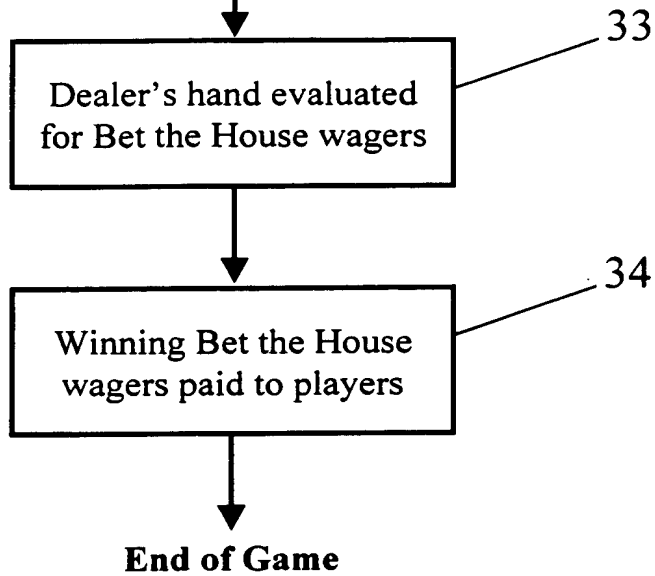 33
Dealer's hand evaluated
for Bet the House wagers
34
Winning Bet the House
wagers paid to players
End of Game